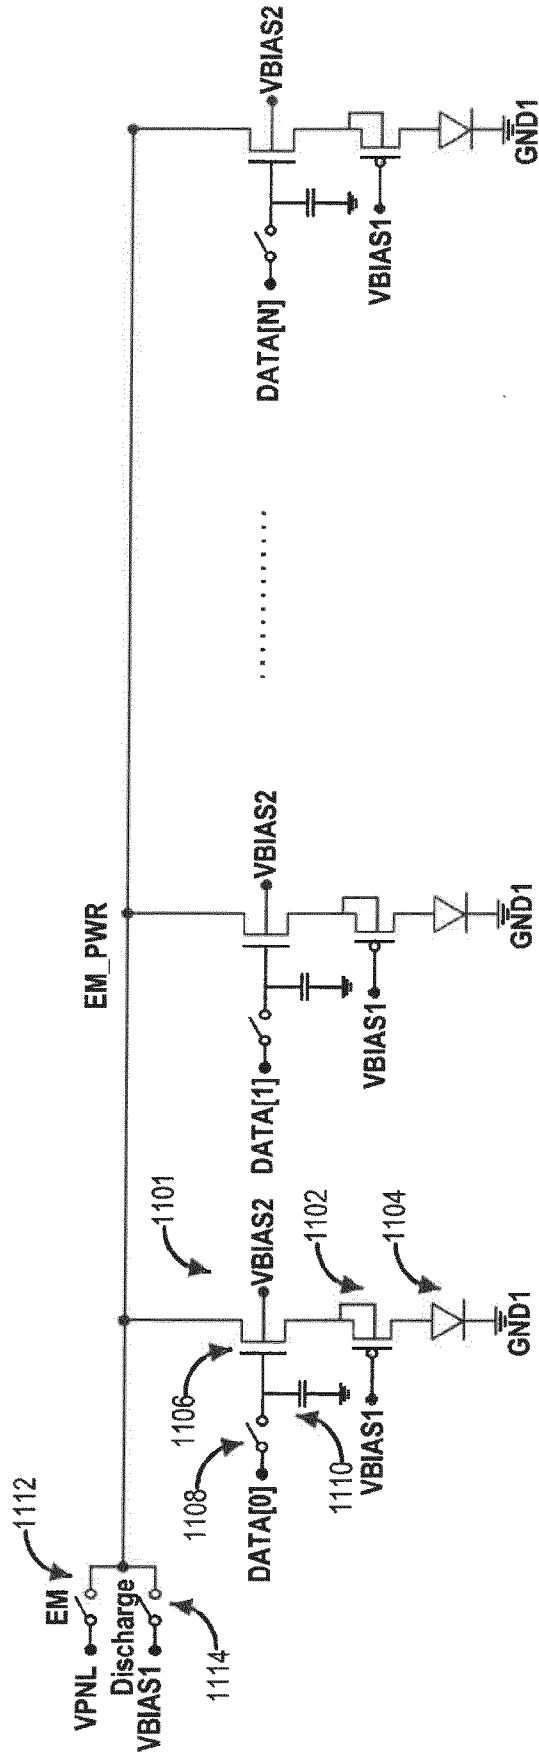 VPNL
EM
1112
Discharge
VBIAS1
1114
EM_PWR
1101
1106
VBIAS2
1108
DATA[0]
1110
1102
VBIAS1
1104
GND1
VBIAS2
DATA[1]
VBIAS1
GND1
VBIAS2
DATA[N]
VBIAS1
GND1